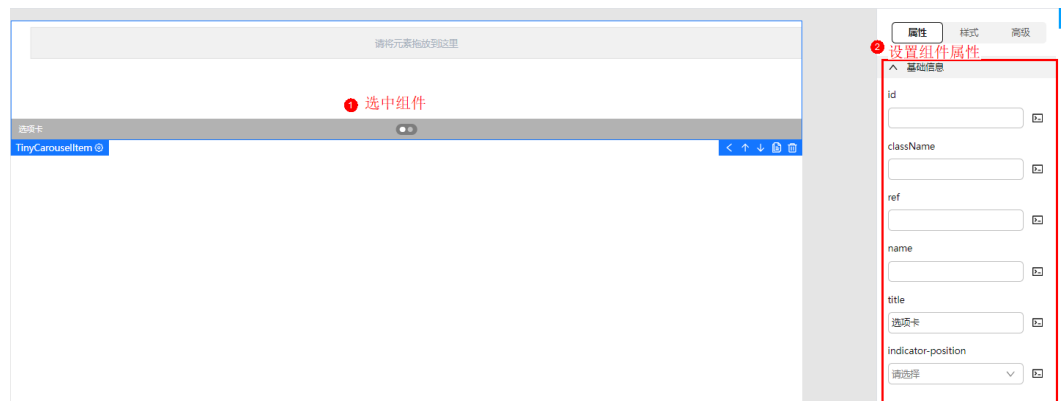 请将元素拖放到这里
1 选中组件
选项卡
TinyCarouselItem
属性 样式 高级
2 设置组件属性
基础信息
id
className
ref
name
title
选项卡
indicator-position
请选择